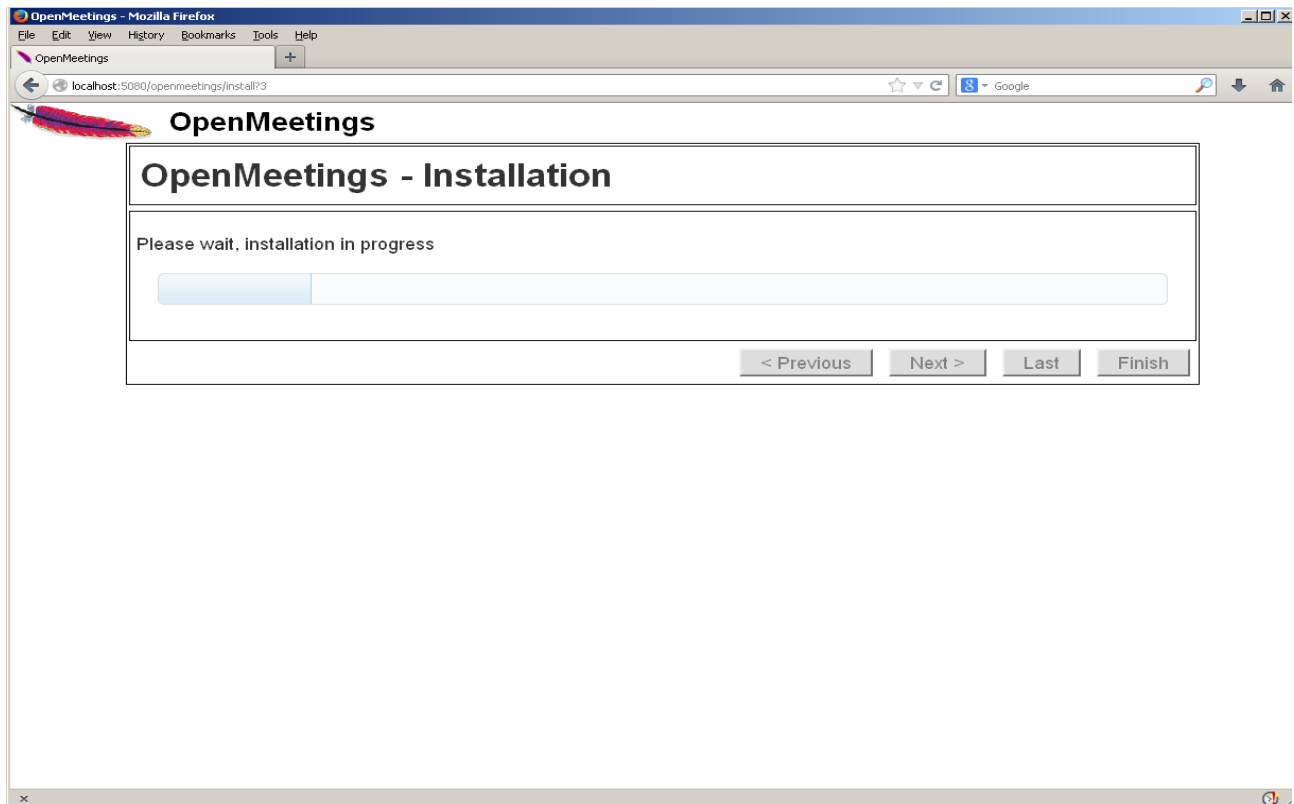 OpenMeetings - Mozilla Firefox
File Edit View History Bookmarks Tools Help
OpenMeetings +
localhost:5080/openmeetings/install?3 8 Google
OpenMeetings
OpenMeetings - Installation
Please wait, installation in progress
< Previous Next > Last Finish
x